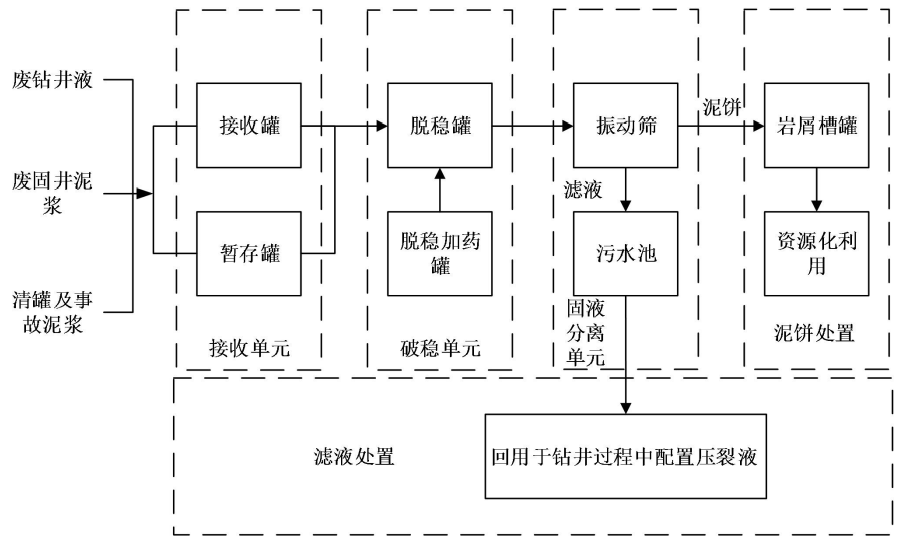 废钻井液
废固井泥
浆
清罐及事
故泥浆
接收罐
暂存罐
接收单元
脱稳罐
脱稳加药
罐
破稳单元
振动筛
滤液
污水池
固液
分离
单元
泥饼
岩屑槽罐
资源化利
用
泥饼处置
滤液处置
回用于钻井过程中配置压裂液